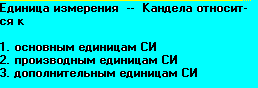 Единица измерения -- Кандела относит-
ся к
1. основным единицам СИ
2. производным единицам СИ
3. дополнительным единицам СИ